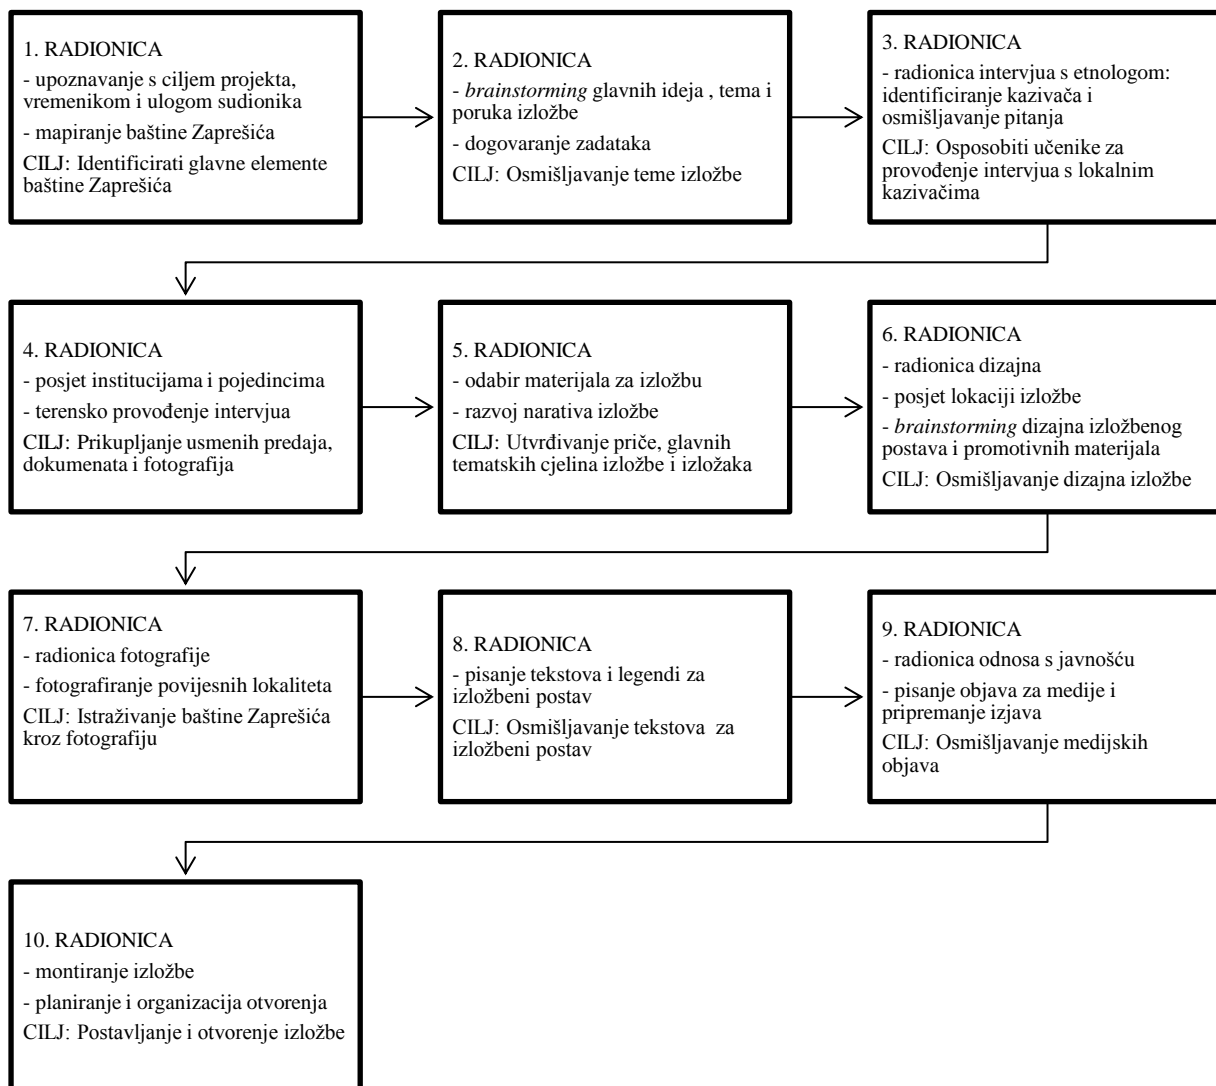 1. RADIONICA
- upoznavanje s ciljem projekta,
vremenikom i ulogom sudionika
- mapiranje baštine Zaprešića
CILJ: Identificirati glavne elemente
baštine Zaprešića
2. RADIONICA
- brainstorming glavnih ideja , tema i
poruka izložbe
- dogovaranje zadataka
CILJ: Osmišljavanje teme izložbe
3. RADIONICA
- radionica intervjua s etnologom:
identificiranje kazivača i
osmišljavanje pitanja
CILJ: Osposobiti učenike za
provođenje intervjua s lokalnim
kazivačima
4. RADIONICA
- posjet institucijama i pojedincima
- terensko provođenje intervjua
CILJ: Prikupljanje usmenih predaja,
dokumenata i fotografija
5. RADIONICA
- odabir materijala za izložbu
- razvoj narativa izložbe
CILJ: Utvrđivanje priče, glavnih
tematskih cjelina izložbe i izložaka
6. RADIONICA
- radionica dizajna
- posjet lokaciji izložbe
- brainstorming dizajna izložbenog
postava i promotivnih materijala
CILJ: Osmišljavanje dizajna izložbe
7. RADIONICA
- radionica fotografije
- fotografiranje povijesnih lokaliteta
CILJ: Istraživanje baštine Zaprešića
kroz fotografiju
8. RADIONICA
- pisanje tekstova i legendi za
izložbeni postav
CILJ: Osmišljavanje tekstova za
izložbeni postav
9. RADIONICA
- radionica odnosa s javnošću
- pisanje objava za medije i
pripremanje izjava
CILJ: Osmišljavanje medijskih
objava
10. RADIONICA
- montiranje izložbe
- planiranje i organizacija otvorenja
CILJ: Postavljanje i otvorenje izložbe